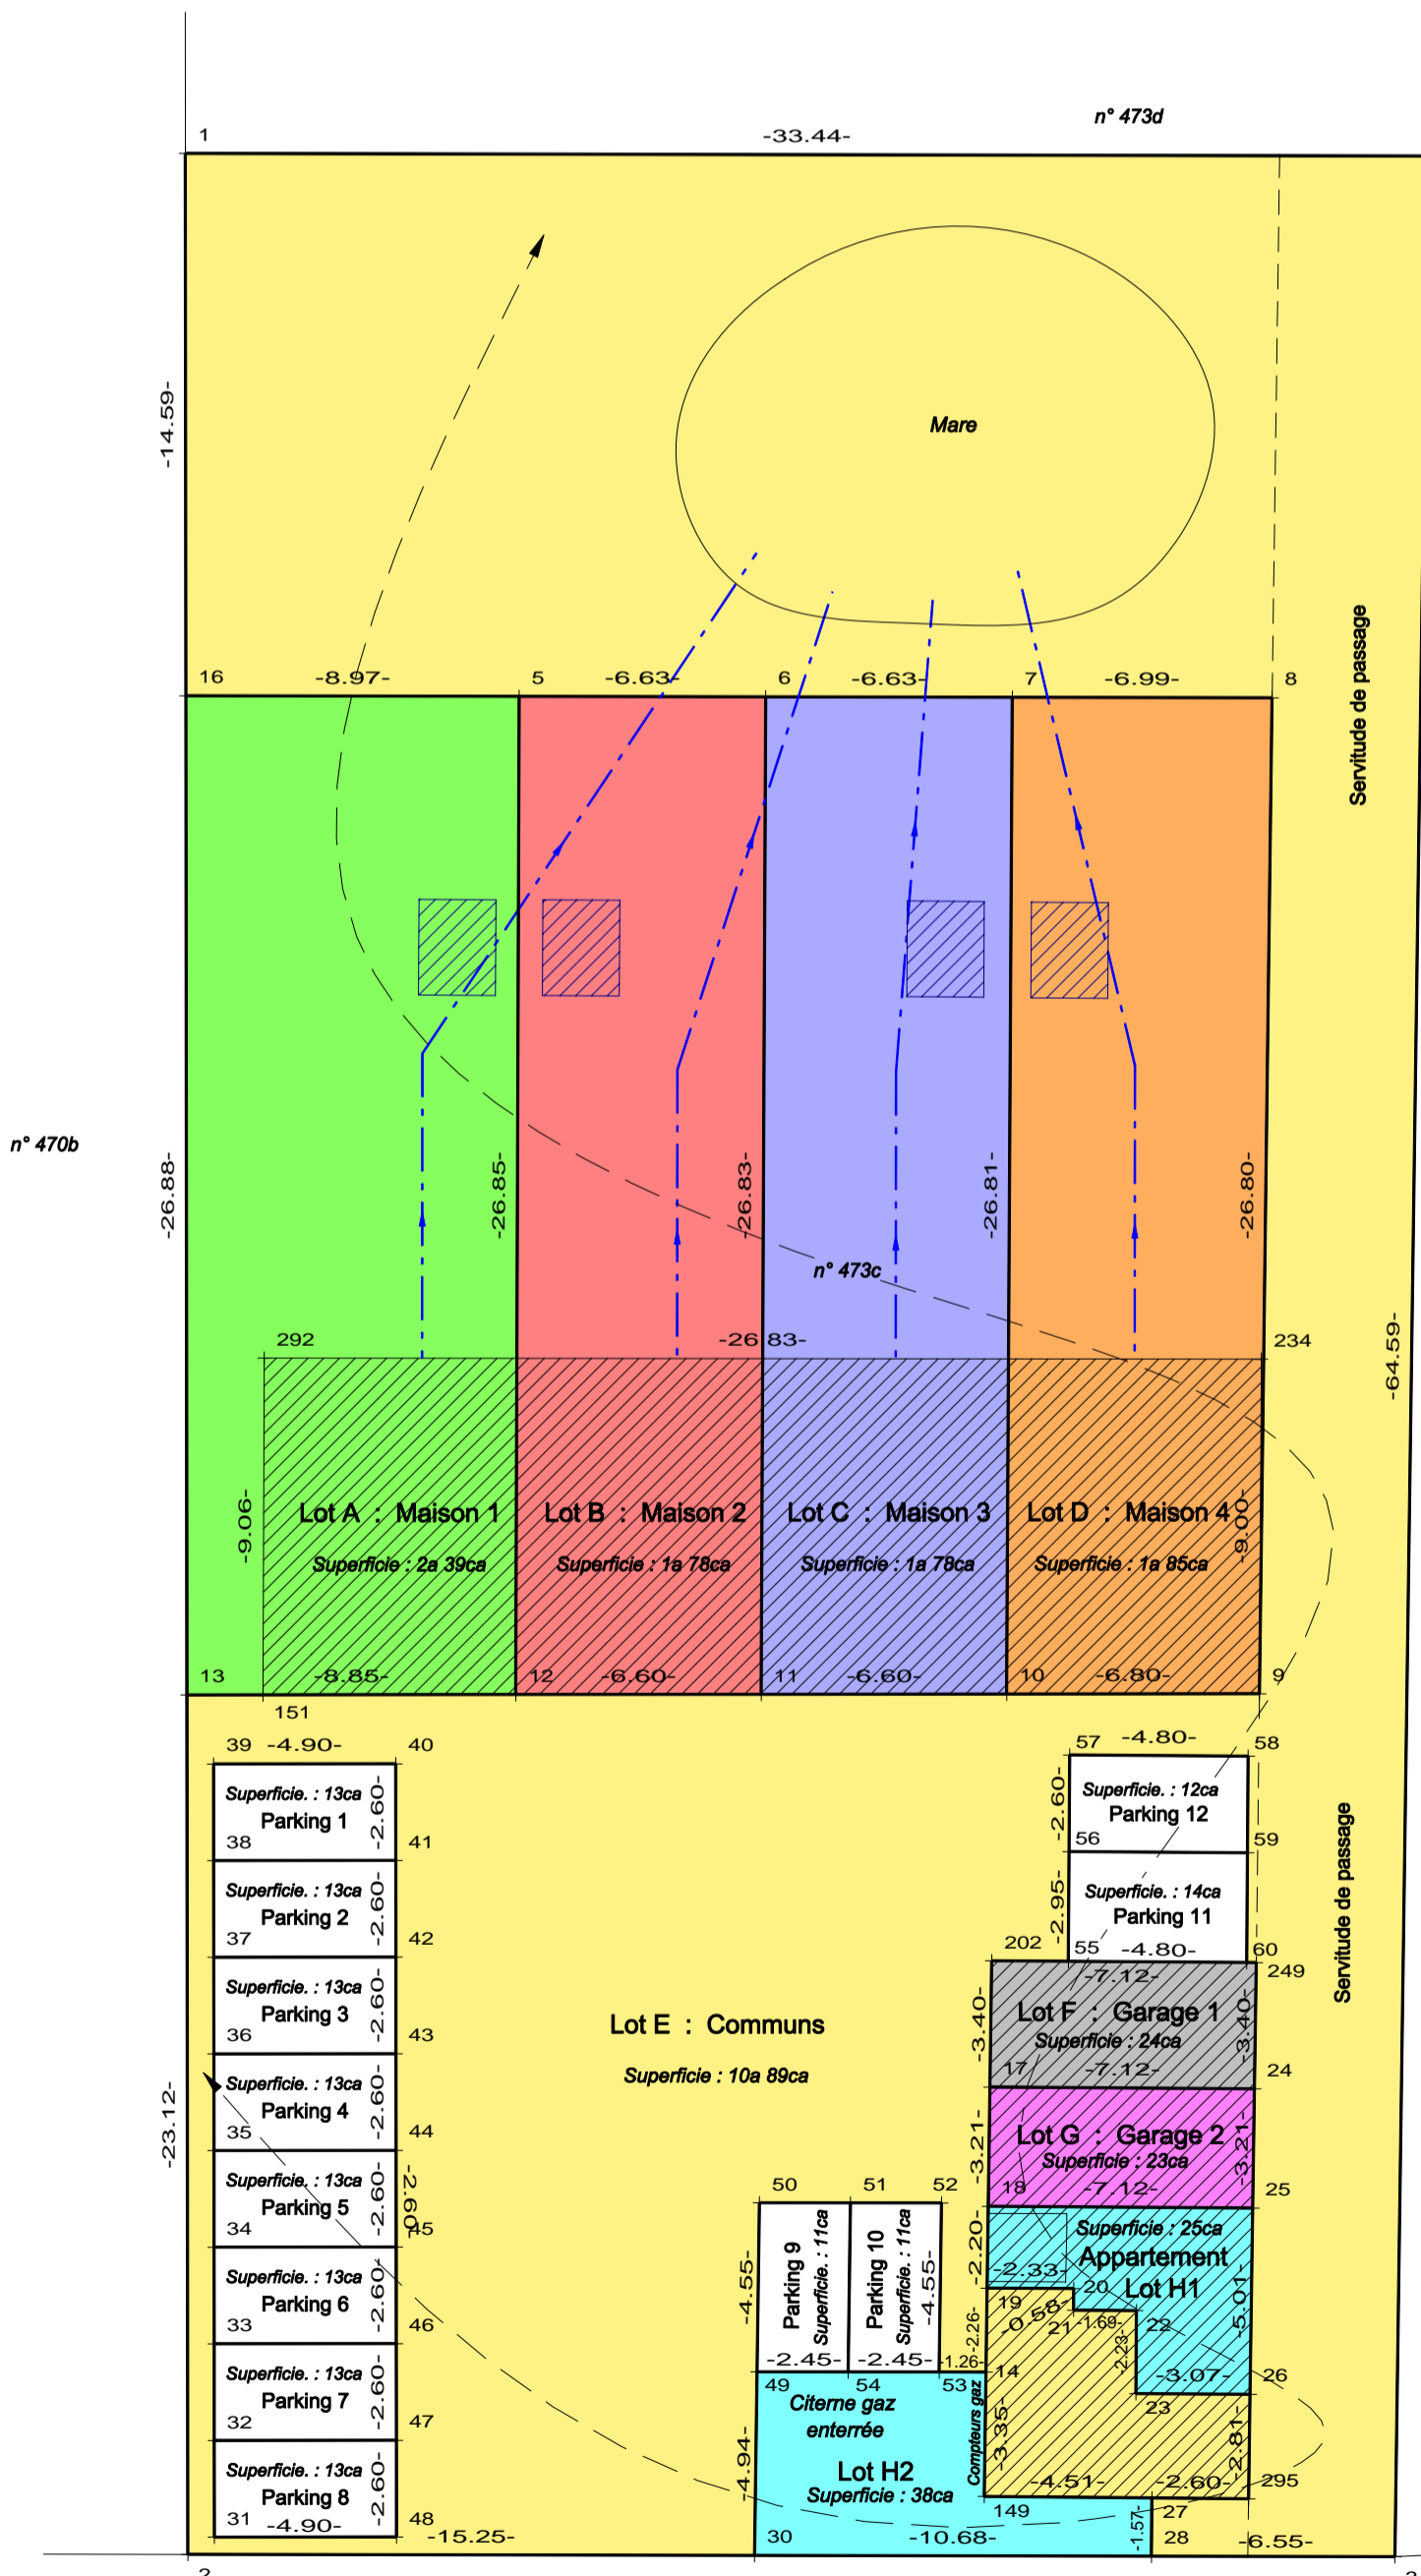 n° 473d
1
-33.44-
-14.59-
Mare
Servitude de passage
16
-8.97-
5
-6.63-
6
-6.63-
7
-6.99-
8
n° 470b
-26.88-
-26.85-
-26.83-
-26.81-
-26.80-
n° 473c
-64.59-
292
-26.83-
234
-9.06-
Lot A : Maison 1
Superficie : 2a 39ca
Lot B : Maison 2
Superficie : 1a 78ca
Lot C : Maison 3
Superficie : 1a 78ca
Lot D : Maison 4
Superficie : 1a 85ca
-9.00-
13
-8.85-
12
-6.60-
11
-6.60-
10
-6.80-
9
151
39
-4.90-
40
Superficie. : 13ca
Parking 1
-2.60-
38
41
Superficie. : 13ca
Parking 2
-2.60-
37
42
Superficie. : 13ca
Parking 3
-2.60-
36
43
Superficie. : 13ca
Parking 4
-2.60-
35
44
Superficie. : 13ca
Parking 5
-2.60-
-2.60-
34
45
Superficie. : 13ca
Parking 6
-2.60-
33
46
Superficie. : 13ca
Parking 7
-2.60-
32
47
Superficie. : 13ca
Parking 8
-2.60-
31
-4.90-
48
-23.12-
-15.25-
Lot E : Communs
Superficie : 10a 89ca
57
-4.80-
58
Superficie. : 12ca
Parking 12
-2.60-
56
59
Superficie. : 14ca
Parking 11
-2.95-
55
-4.80-
60
Servitude de passage
202
-7.12-
249
Lot F : Garage 1
Superficie : 24ca
-3.40-
-3.40-
17
-7.12-
24
Lot G : Garage 2
Superficie : 23ca
-3.21-
-3.21-
18
-7.12-
25
Superficie : 25ca
Appartement
Lot H1
-2.20-
-2.33-
20
19
-0.58-
21
-1.69-
22
-5.01-
-2.23-
-3.07-
26
23
50
51
52
Parking 9
Superficie. : 11ca
Parking 10
Superficie. : 11ca
-4.55-
-4.55-
-2.26-
-2.45-
-2.45-
-1.26-
14
49
54
53
Citerne gaz
enterrée
Compteurs gaz
-3.35-
Lot H2
Superficie : 38ca
-4.94-
-4.51-
-2.60-
-2.81-
295
149
27
-1.57-
30
-10.68-
28
-6.55-